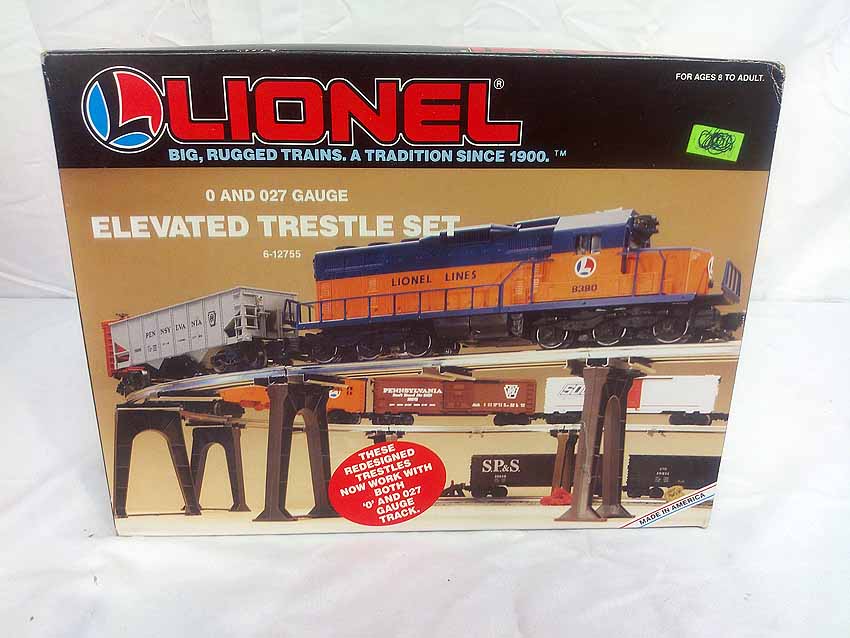 LIONEL®
FOR AGES 8 TO ADULT.
BIG, RUGGED TRAINS. A TRADITION SINCE 1900.™
O AND 027 GAUGE
ELEVATED TRESTLE SET
6-12755
LIONEL LINES
8380
PENNSYLVANIA
PENNSYLVANIA
S.P.&S.
THESE
REDESIGNED
TRESTLES
NOW WORK WITH
BOTH
'O' AND 027
GAUGE
TRACK.
MADE IN AMERICA